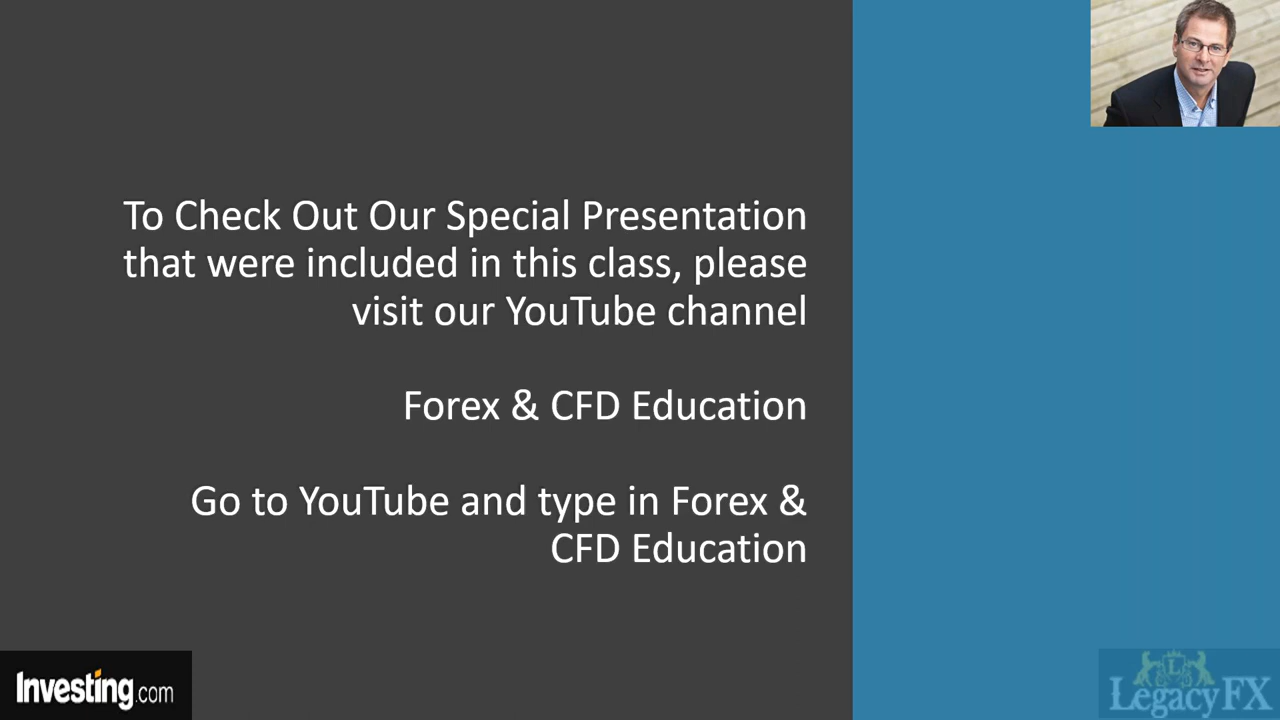 To Check Out Our Special Presentation
that were included in this class, please
visit our YouTube channel
Forex & CFD Education
Go to YouTube and type in Forex &
CFD Education
Investing.com
L
LegacyFX